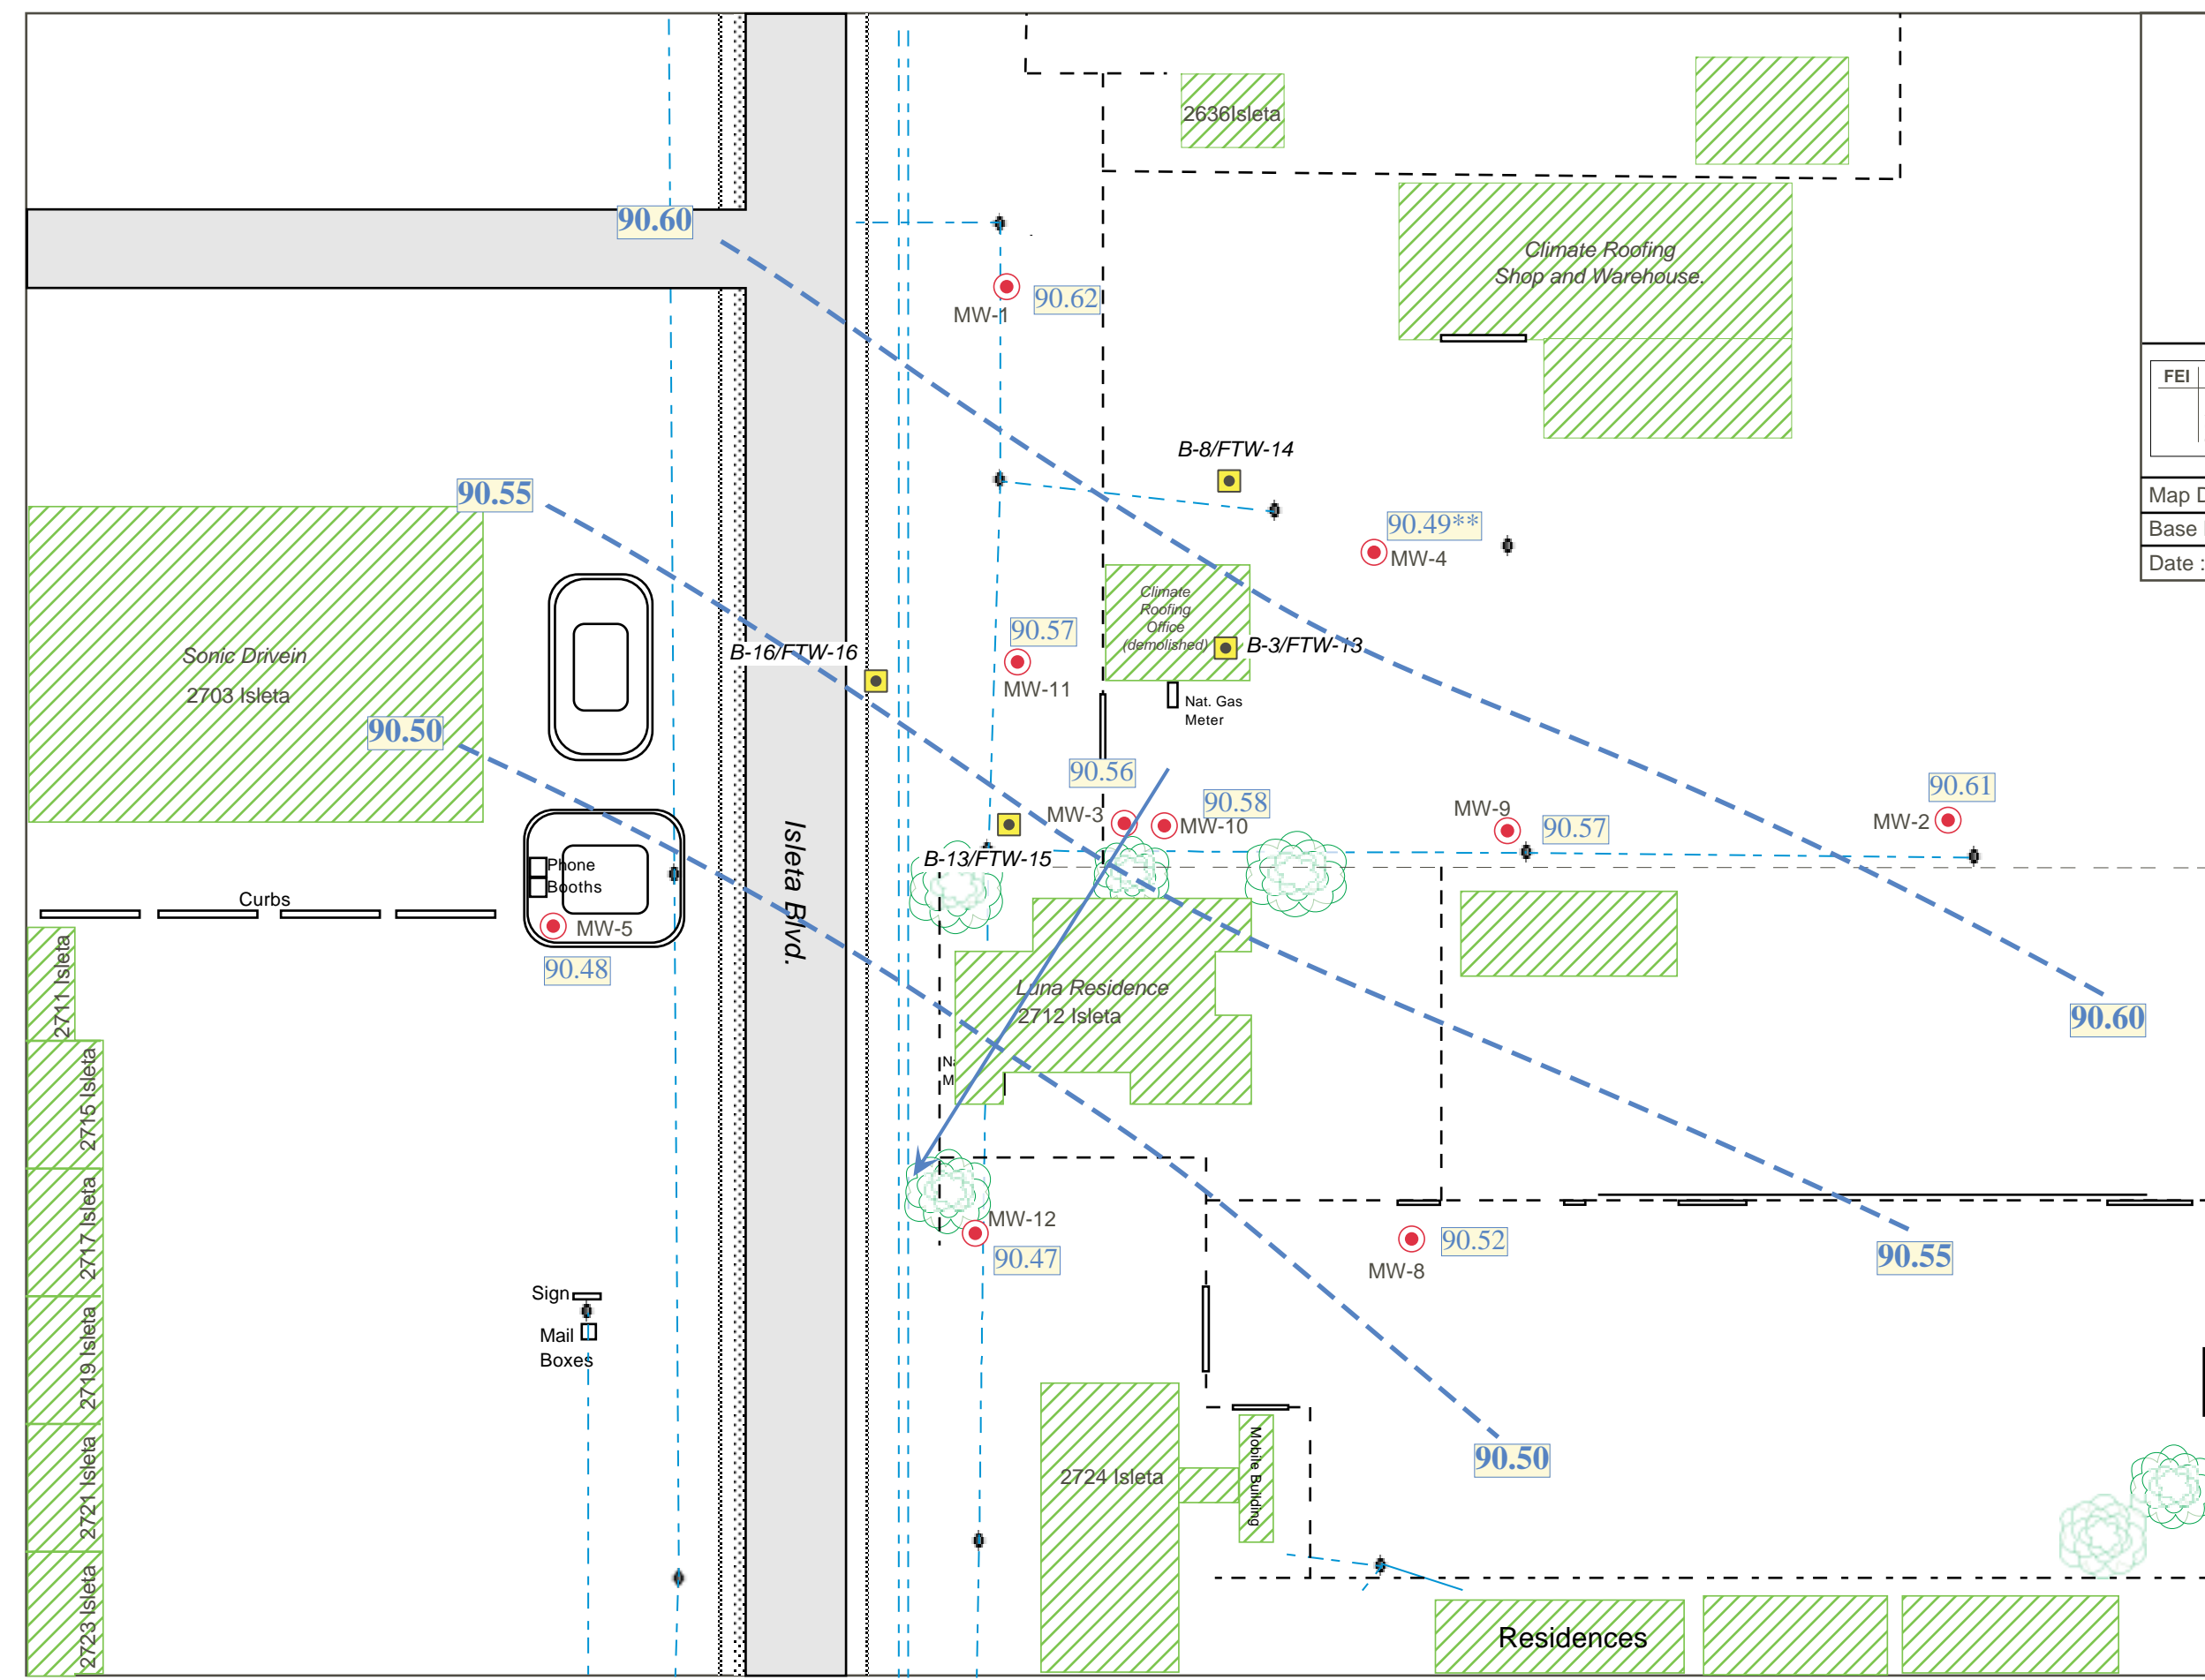 2636Isleta
90.60
Climate Roofing
Shop and Warehouse.
90.62
MW-1
FEI
B-8/FTW-14
90.55
90.49**
MW-4
Date :
Climate
Roofing
Office
(demolished)
90.57
B-16/FTW-16
B-3/FTW-13
Sonic Drivein
2703 Isleta
MW-11
Nat. Gas
Meter
90.50
90.56
90.58
90.61
MW-3
MW-10
MW-9
90.57
MW-2
B-13/FTW-15
Phone
Booths
Curbs
MW-5
90.48
Isleta Blvd.
Luna Residence
2712 Isleta
90.60
2711 Isleta
2715 Isleta
2717 Isleta
2719 Isleta
2721 Isleta
2723 Isleta
MW-12
90.47
90.52
MW-8
90.55
Sign
Mail
Boxes
90.50
2724 Isleta
Mobile Building
Residences